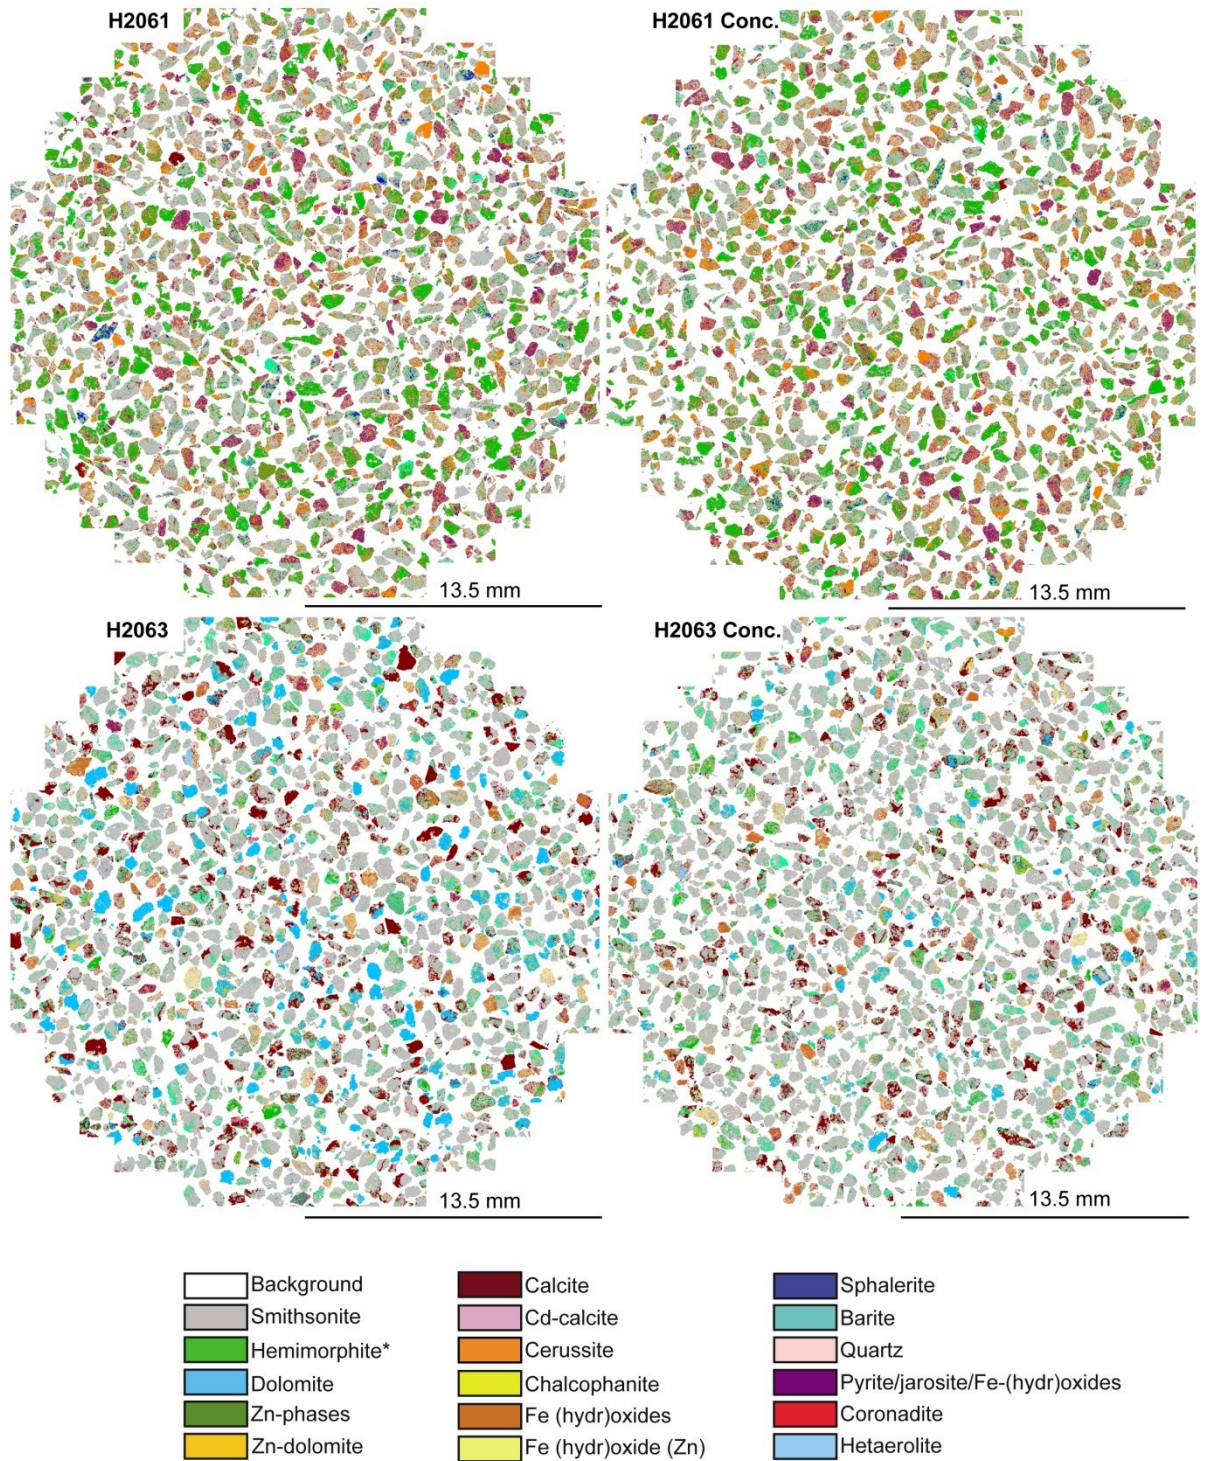 H2061
H2061 Conc.
13.5 mm
13.5 mm
H2063
H2063 Conc.
13.5 mm
13.5 mm
Background
Smithsonite
Hemimorphite*
Dolomite
Zn-phases
Zn-dolomite
Calcite
Cd-calcite
Cerussite
Chalcophanite
Fe (hydr)oxides
Fe (hydr)oxide (Zn)
Sphalerite
Barite
Quartz
Pyrite/jarosite/Fe-(hydr)oxides
Coronadite
Hetaerolite